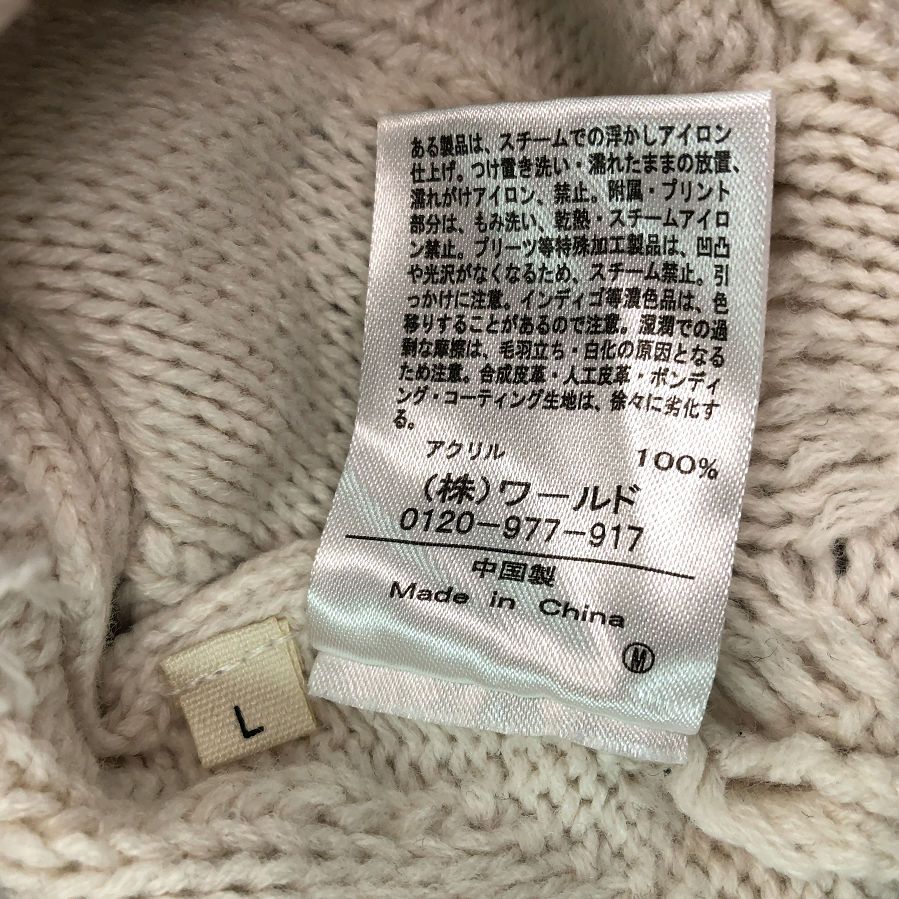 ある製品は、スチームでの浮かしアイロン
仕上げ。つけ置き洗い・濡れたままの放置、
濡れがけアイロン、禁止。附属・プリント
部分は、もみ洗い、乾熱・スチームアイロ
ン禁止。プリーツ等特殊加工製品は、凹凸
や光沢がなくなるため、スチーム禁止。引
っかけに注意。インディゴ等濃色品は、色
移りすることがあるので注意。湿潤での過
剰な摩擦は、毛羽立ち・白化の原因となる
ため注意。合成皮革・人工皮革・ボンディ
ング・コーティング生地は、徐々に劣化す
る。
アクリル 100%
(株)ワールド
0120-977-917
中国製
Made in China
M
L